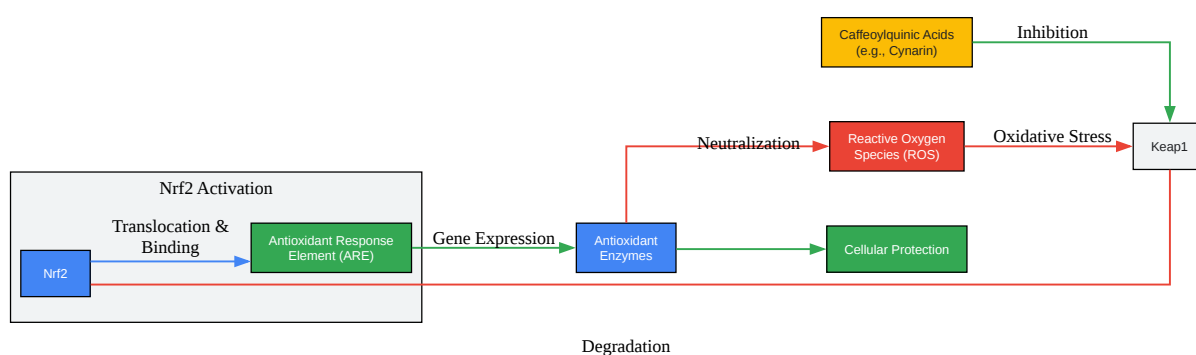 Caffeoylquinic Acids
(e.g., Cynarin)
Inhibition
Neutralization
Reactive Oxygen
Species (ROS)
Oxidative Stress
Keap1
Nrf2 Activation
Translocation &
Binding
Nrf2
Antioxidant Response
Element (ARE)
Gene Expression
Antioxidant
Enzymes
Cellular Protection
Degradation